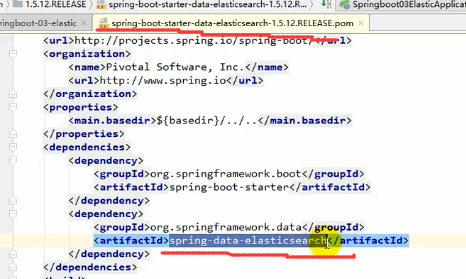 1.5.12.RELEASE
spring-boot-starter-data-elasticsearch-1.5.12.RELEASE.pom
Springboot03ElasticApplic
springboot-03-elastic
spring-boot-starter-data-elasticsearch-1.5.12.RELEASE.pom
<url>http://projects.spring.io/spring-boot/</url>
<organization>
<name>Pivotal Software, Inc.</name>
<url>http://www.spring.io</url>
</organization>
<properties>
<main.basedir>${basedir}/../..</main.basedir>
</properties>
<dependencies>
<dependency>
<groupId>org.springframework.boot</groupId>
<artifactId>spring-boot-starter</artifactId>
</dependency>
<dependency>
<groupId>org.springframework.data</groupId>
<artifactId>spring-data-elasticsearch</artifactId>
</dependency>